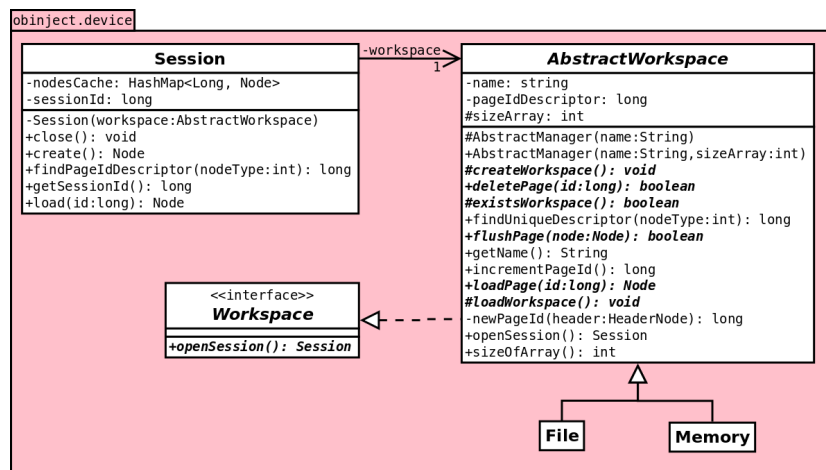 obinject.device
Session
-nodesCache: HashMap<Long, Node>
-sessionId: long
-Session(workspace:AbstractWorkspace)
+close(): void
+create(): Node
+findPageIdDescriptor(nodeType:int): long
+getSessionId(): long
+load(id:long): Node
-workspace
1
AbstractWorkspace
-name: string
-pageIdDescriptor: long
#sizeArray: int
#AbstractManager(name:String)
+AbstractManager(name:String,sizeArray:int)
#createWorkspace(): void
+deletePage(id:long): boolean
#existsWorkspace(): boolean
+findUniqueDescriptor(nodeType:int): long
+flushPage(node:Node): boolean
+getName(): String
+incrementPageId(): long
+loadPage(id:long): Node
#loadWorkspace(): void
-newPageId(header:HeaderNode): long
+openSession(): Session
+sizeOfArray(): int
<<interface>>
Workspace
+openSession(): Session
File
Memory